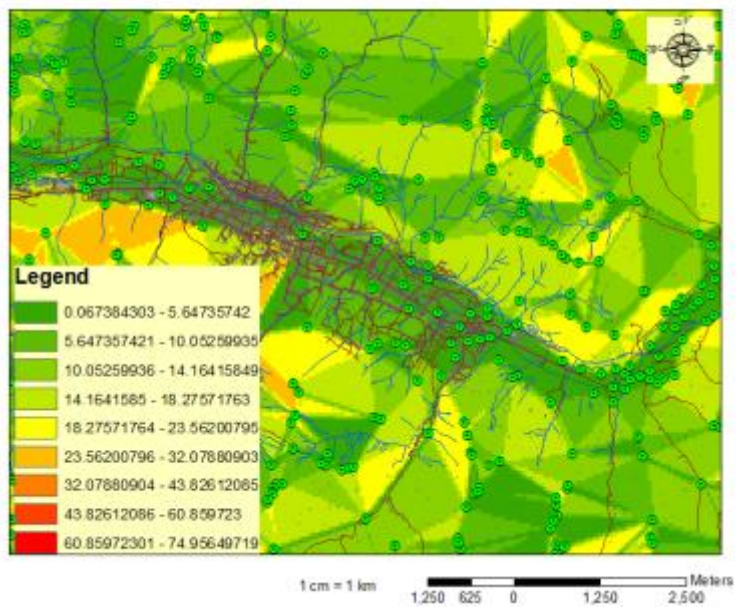 Legend
0.067384303 - 5.64735742
5.647357421 - 10.05259935
10.05259936 - 14.16415849
14.1641585 - 18.27571763
18.27571764 - 23.56200795
23.56200796 - 32.07880903
32.07880904 - 43.82612085
43.82612086 - 60.859723
60.85972301 - 74.95649719
1 cm = 1 km
Meters
1,250 625 0 1,250 2,500